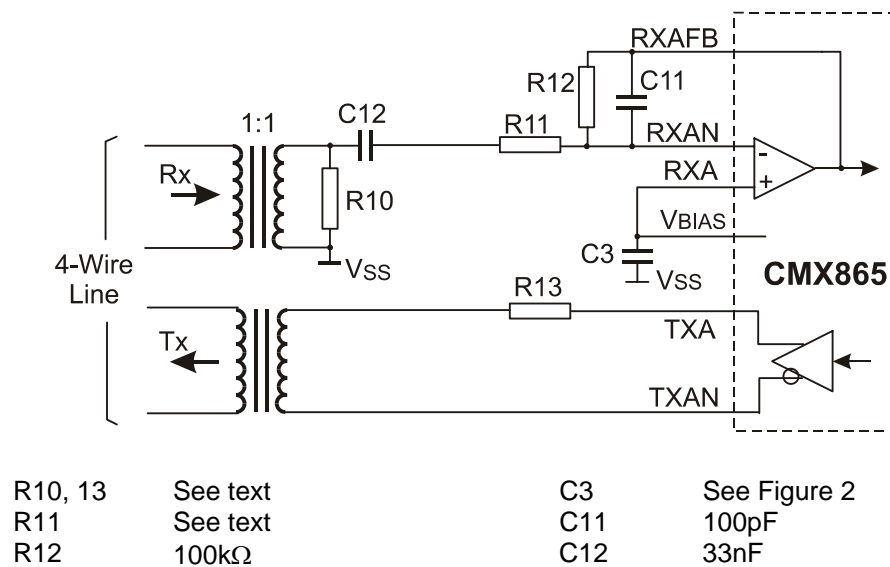 RXAFB
R12
C11
1:1
C12
R11
RXAN
Rx
R10
RXA
VBIAS
VSS
C3
VSS
CMX865
4-Wire
Line
R13
TXA
Tx
TXAN
-
+
R10, 13 See text C3 See Figure 2
R11 See text C11 100pF
R12 100kΩ C12 33nF